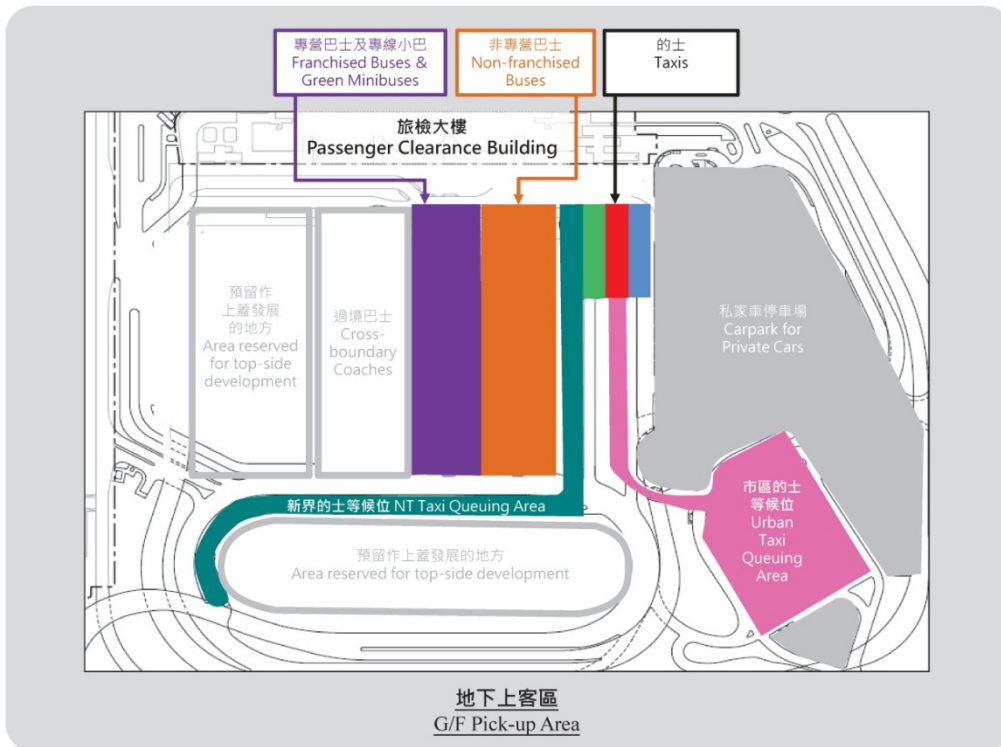 專營巴士及專線小巴
Franchised Buses &
Green Minibuses
非專營巴士
Non-franchised
Buses
的士
Taxis
旅檢大樓
Passenger Clearance Building
預留作
上蓋發展
的地方
Area reserved
for top-side
development
過境巴士
Cross-
boundary
Coaches
私家車停車場
Carpark for
Private Cars
新界的士等候位 NT Taxi Queuing Area
市區的士
等候位
Urban
Taxi
Queuing
Area
預留作上蓋發展的地方
Area reserved for top-side development
地下上客區
G/F Pick-up Area